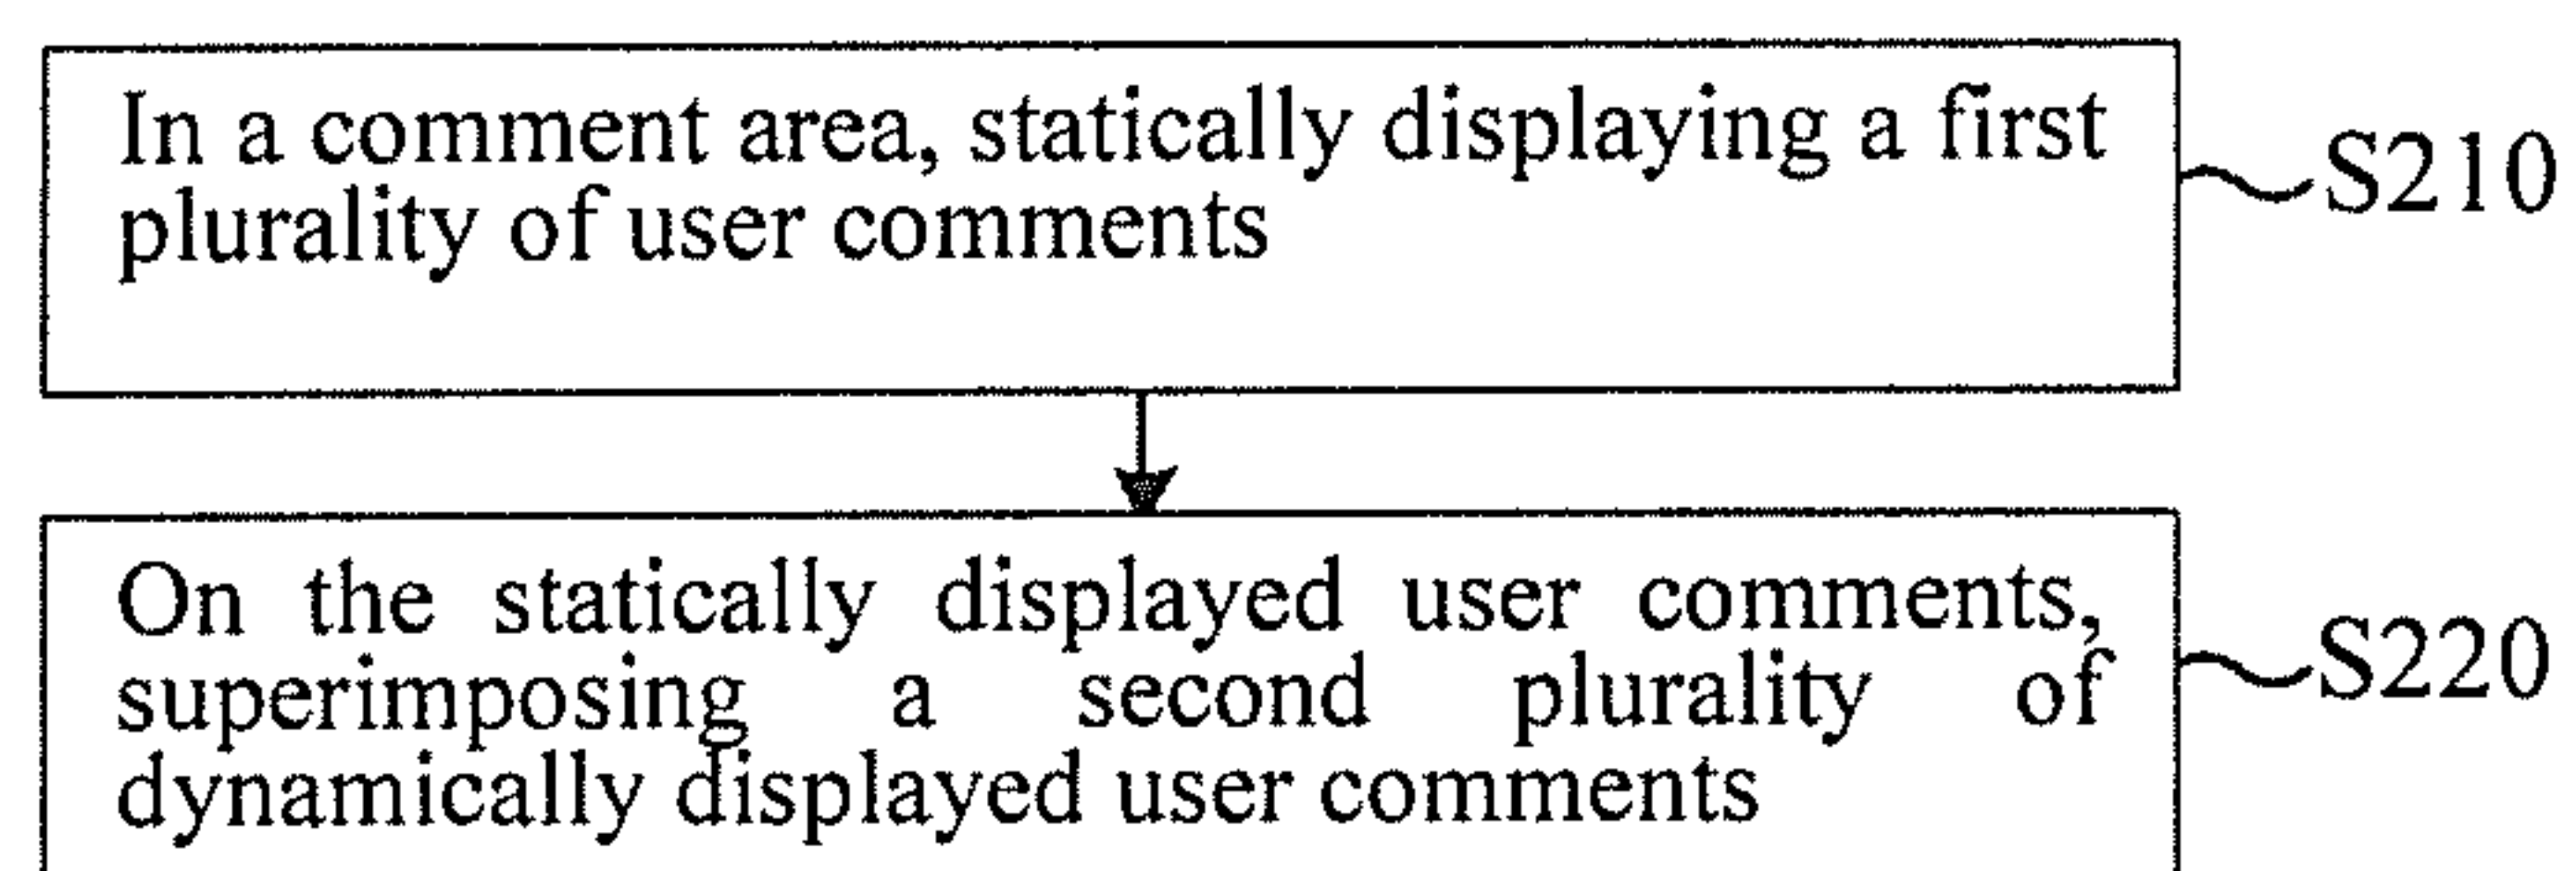 In a comment area, statically displaying a first
plurality of user comments
S210
On the statically displayed user comments,
superimposing a second plurality of
dynamically displayed user comments
S220